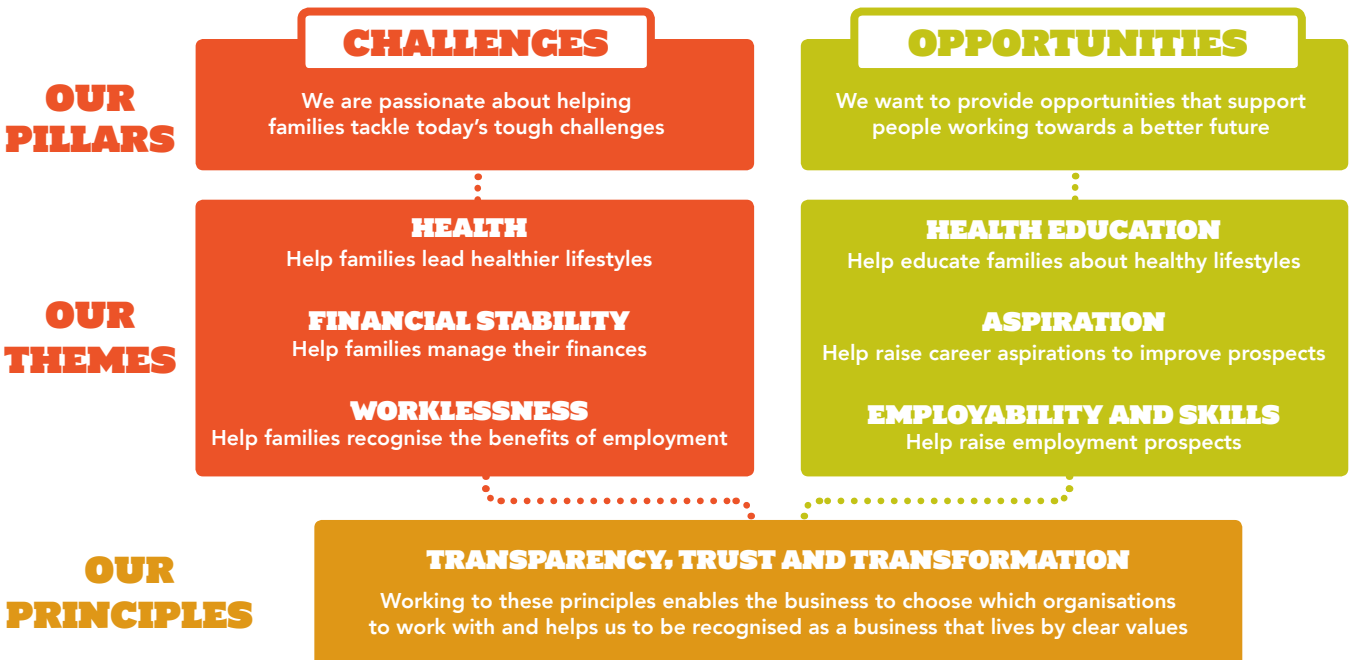 OUR
PILLARS
CHALLENGES
We are passionate about helping
families tackle today's tough challenges
OPPORTUNITIES
We want to provide opportunities that support
people working towards a better future
OUR
THEMES
HEALTH
Help families lead healthier lifestyles
FINANCIAL STABILITY
Help families manage their finances
WORKLESSNESS
Help families recognise the benefits of employment
HEALTH EDUCATION
Help educate families about healthy lifestyles
ASPIRATION
Help raise career aspirations to improve prospects
EMPLOYABILITY AND SKILLS
Help raise employment prospects
OUR
PRINCIPLES
TRANSPARENCY, TRUST AND TRANSFORMATION
Working to these principles enables the business to choose which organisations
to work with and helps us to be recognised as a business that lives by clear values